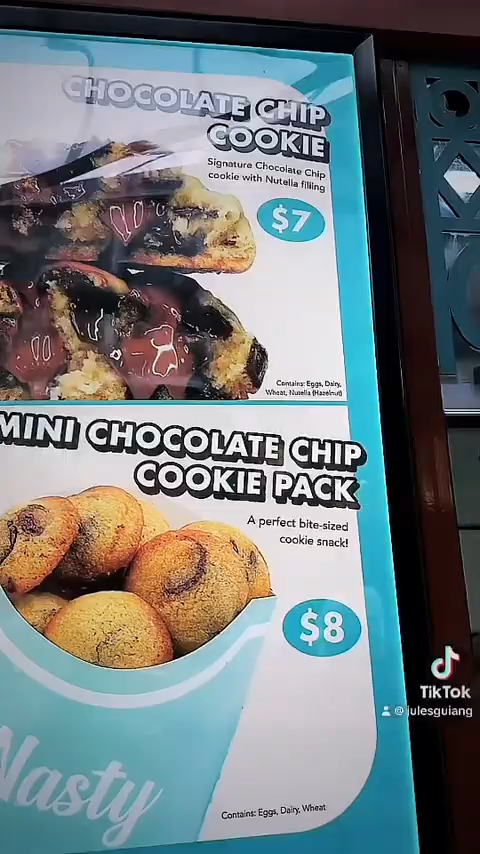 CHOCOLATE CHIP
COOKIE
Signature Chocolate Chip
cookie with Nutella filling
$7
Contains: Eggs, Dairy,
Wheat, Nutella (Hazelnut)
MINI CHOCOLATE CHIP
COOKIE PACK
A perfect bite-sized
cookie snack!
$8
Nasty
Contains: Eggs, Dairy, Wheat
TikTok
@julesguiang